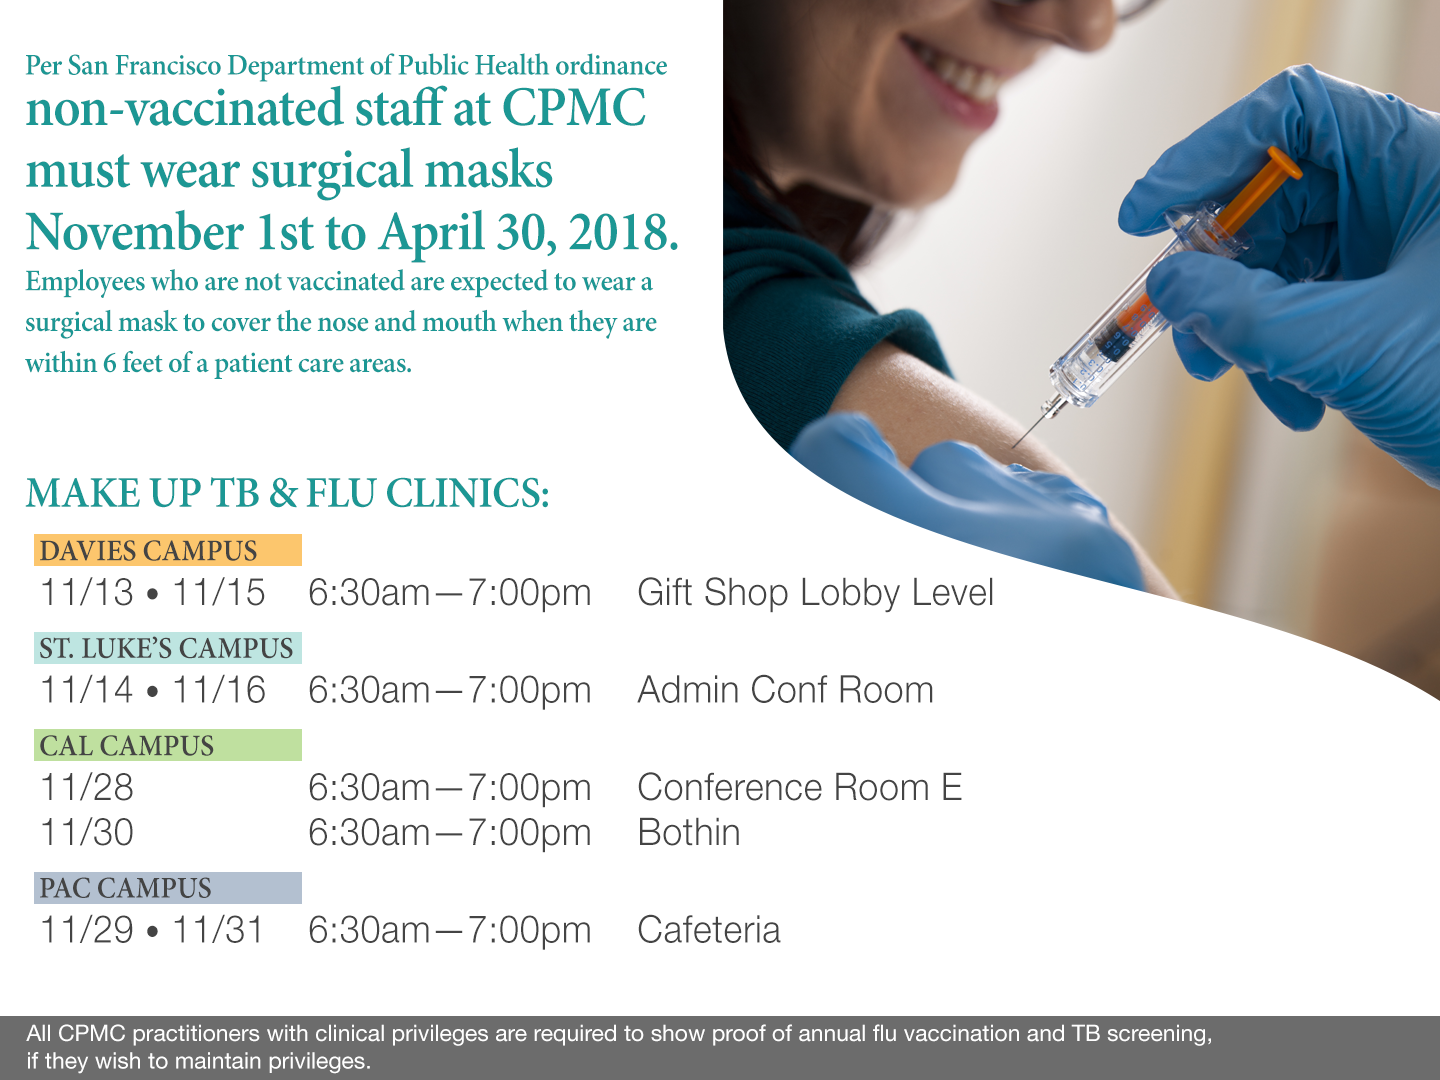 Per San Francisco Department of Public Health ordinance
non-vaccinated staff at CPMC
must wear surgical masks
November 1st to April 30, 2018.
Employees who are not vaccinated are expected to wear a
surgical mask to cover the nose and mouth when they are
within 6 feet of a patient care areas.
MAKE UP TB & FLU CLINICS:
DAVIES CAMPUS
11/13 • 11/15 6:30am—7:00pm Gift Shop Lobby Level
ST. LUKE'S CAMPUS
11/14 • 11/16 6:30am—7:00pm Admin Conf Room
CAL CAMPUS
11/28 6:30am—7:00pm Conference Room E
11/30 6:30am—7:00pm Bothin
PAC CAMPUS
11/29 • 11/31 6:30am—7:00pm Cafeteria
All CPMC practitioners with clinical privileges are required to show proof of annual flu vaccination and TB screening,
if they wish to maintain privileges.